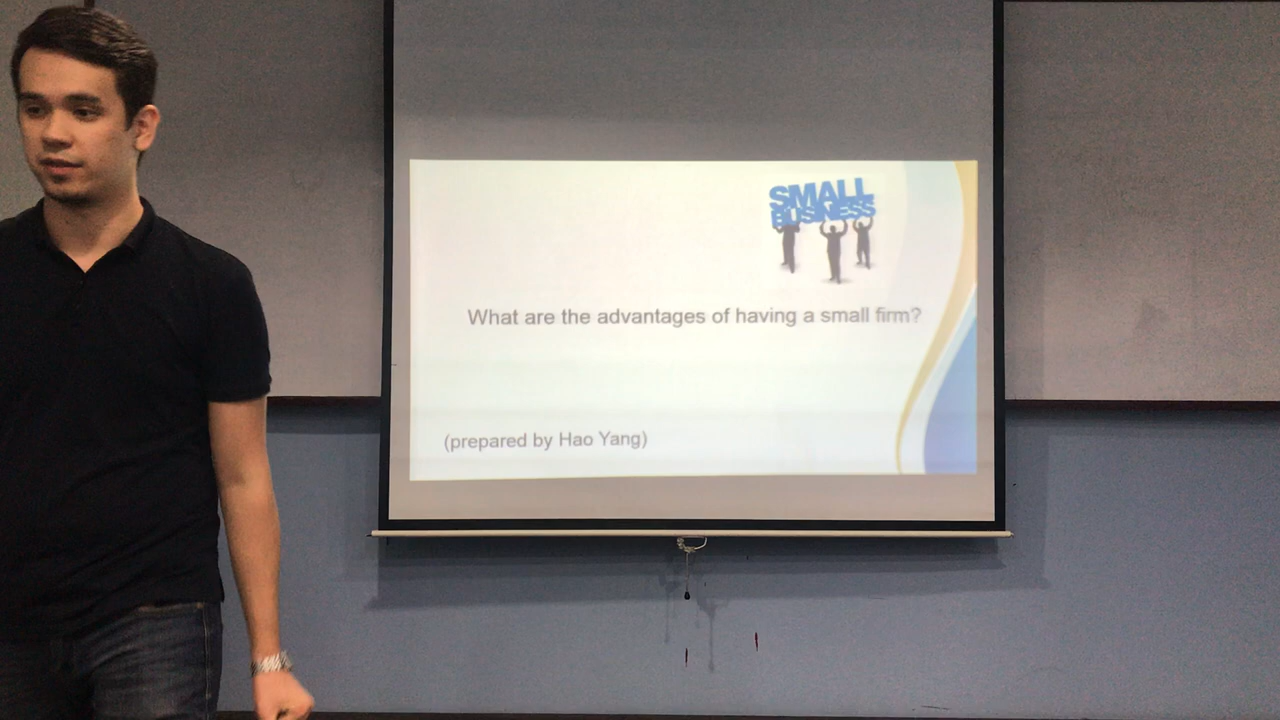 SMALL
BUSINESS
What are the advantages of having a small firm?
(prepared by Hao Yang)